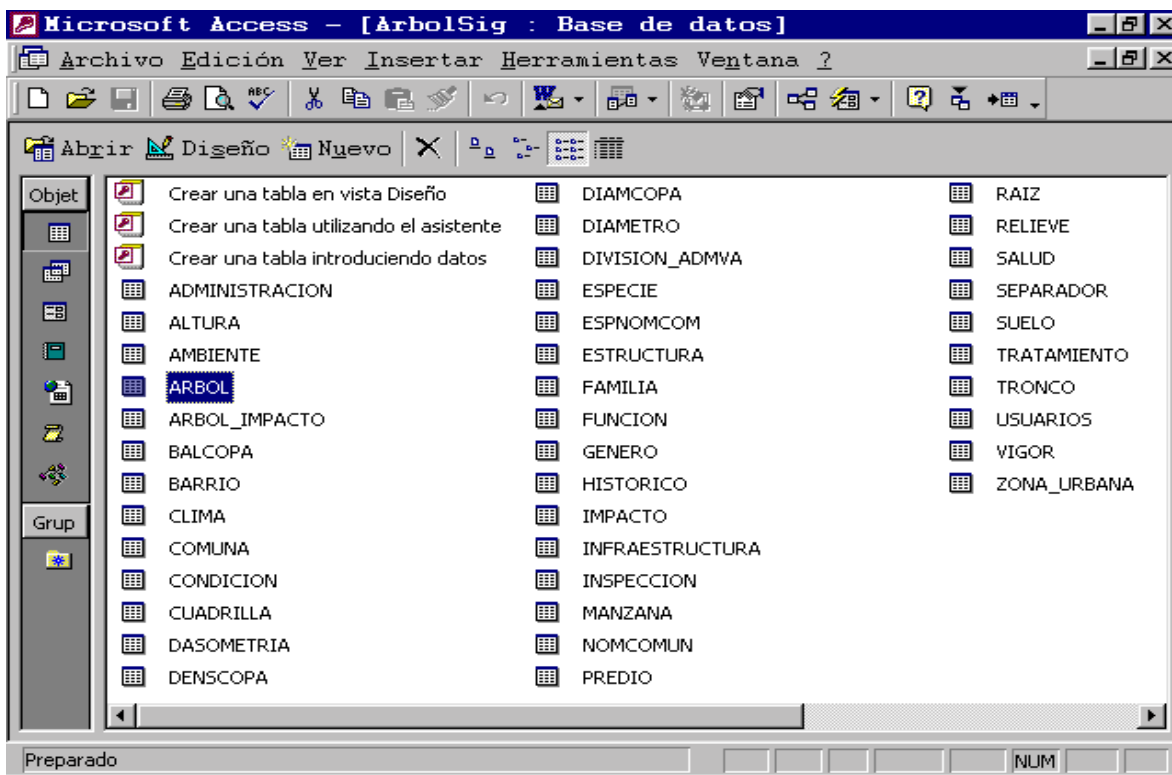 Microsoft Access - [ArbolSig : Base de datos]
Archivo Edición Ver Insertar Herramientas Ventana ?
ABC
Abrir Diseño Nuevo
Objet
Grup
Crear una tabla en vista Diseño
Crear una tabla utilizando el asistente
Crear una tabla introduciendo datos
ADMINISTRACION
ALTURA
AMBIENTE
ARBOL
ARBOL_IMPACTO
BALCOPA
BARRIO
CLIMA
COMUNA
CONDICION
CUADRILLA
DASOMETRIA
DENSCOPA
DIAMCOPA
DIAMETRO
DIVISION_ADMVA
ESPECIE
ESPNOMCOM
ESTRUCTURA
FAMILIA
FUNCION
GENERO
HISTORICO
IMPACTO
INFRAESTRUCTURA
INSPECCION
MANZANA
NOMCOMUN
PREDIO
RAIZ
RELIEVE
SALUD
SEPARADOR
SUELO
TRATAMIENTO
TRONCO
USUARIOS
VIGOR
ZONA_URBANA
Preparado
NUM